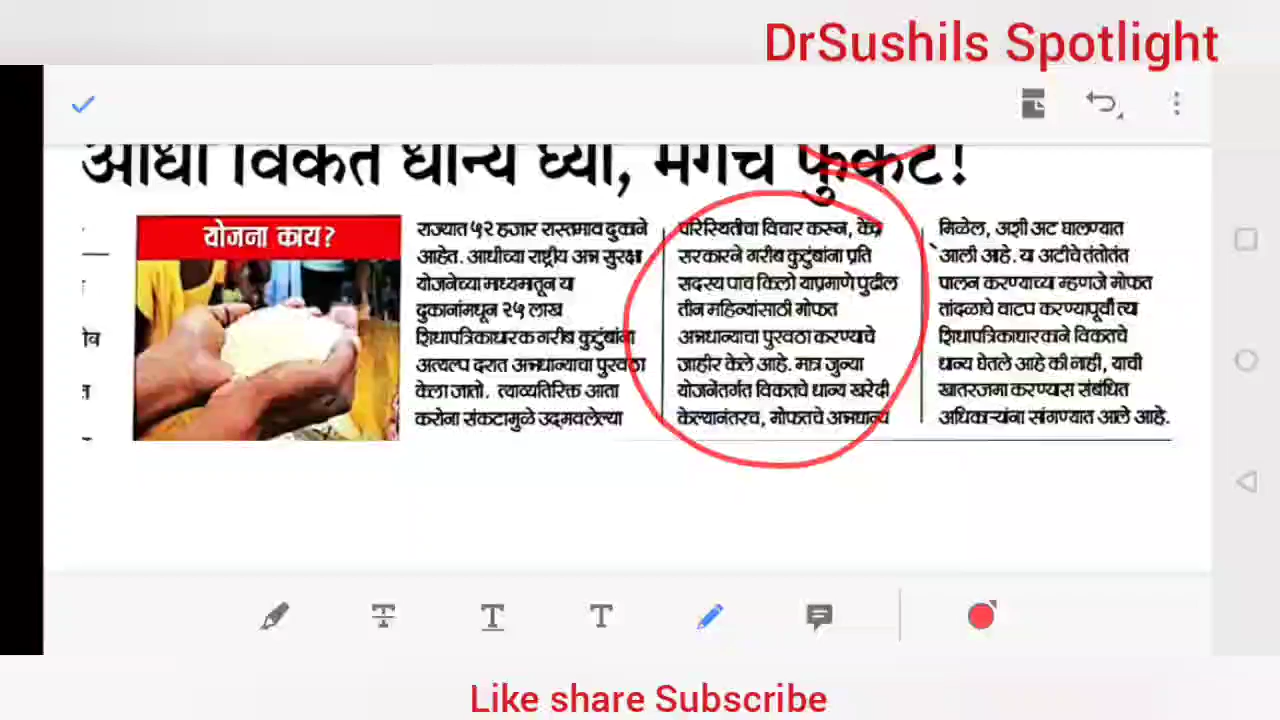 DrSushils Spotlight
आधी विकत धान्य घ्या, मगच फुकट!
योजना काय?
राज्यात ५२ हजार रास्तभाव दुकाने
आहेत. आधीच्या राष्ट्रीय अन्न सुरक्षा
योजनेच्या माध्यमातून या
दुकानांमधून २५ लाख
शिधापत्रिकाधारक गरीब कुटुंबांना
अत्यल्प दरात अन्नधान्याचा पुरवठा
केला जातो. त्याव्यतिरिक्त आता
करोना संकटामुळे उद्भवलेल्या
परिस्थितीचा विचार करून, केंद्र
सरकारने गरीब कुटुंबांना प्रति
सदस्य पाच किलो याप्रमाणे पुढील
तीन महिन्यांसाठी मोफत
अन्नधान्याचा पुरवठा करण्याचे
जाहीर केले आहे. मात्र जुन्या
योजनेंतर्गत विकतचे धान्य खरेदी
केल्यानंतरच, मोफतचे अन्नधान्य
मिळेल, अशी अट घालण्यात
आली आहे. या अटीचे तंतोतंत
पालन करण्याच्या म्हणजे मोफत
तांदळाचे वाटप करण्यापूर्वी त्या
शिधापत्रिकाधारकाने विकतचे
धान्य घेतले आहे की नाही, याची
खातरजमा करण्यास संबंधित
अधिकाऱ्यांना सांगण्यात आले आहे.
Like share Subscribe